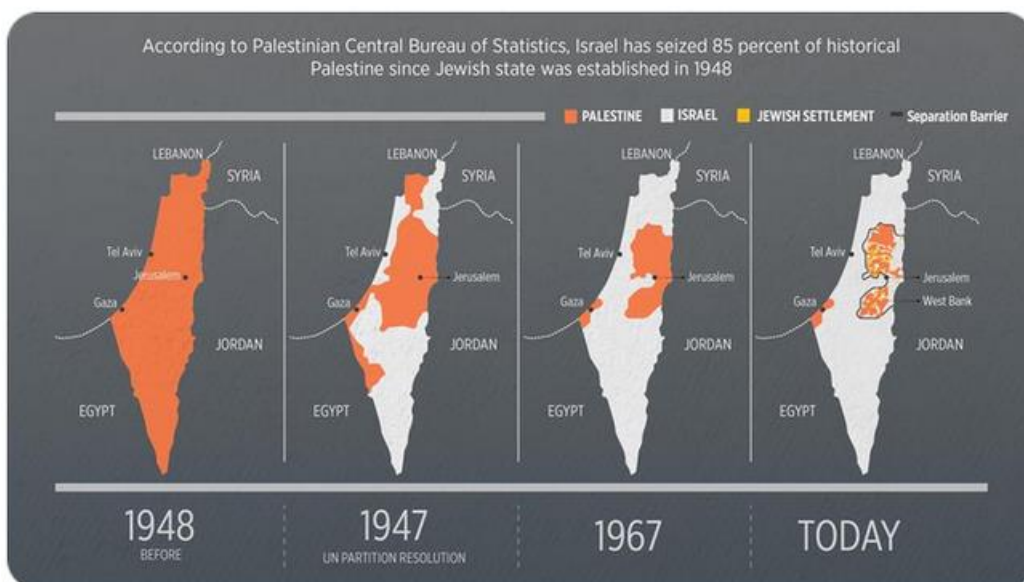 According to Palestinian Central Bureau of Statistics, Israel has seized 85 percent of historical
Palestine since Jewish state was established in 1948
PALESTINE ISRAEL JEWISH SETTLEMENT Separation Barrier
LEBANON
SYRIA
Tel Aviv
Jerusalem
Gaza
JORDAN
EGYPT
LEBANON
SYRIA
Tel Aviv
Jerusalem
Gaza
JORDAN
EGYPT
LEBANON
SYRIA
Tel Aviv
Jerusalem
Gaza
JORDAN
EGYPT
LEBANON
SYRIA
Tel Aviv
Jerusalem
Gaza
West Bank
JORDAN
EGYPT
1948
BEFORE
1947
UN PARTITION RESOLUTION
1967
TODAY